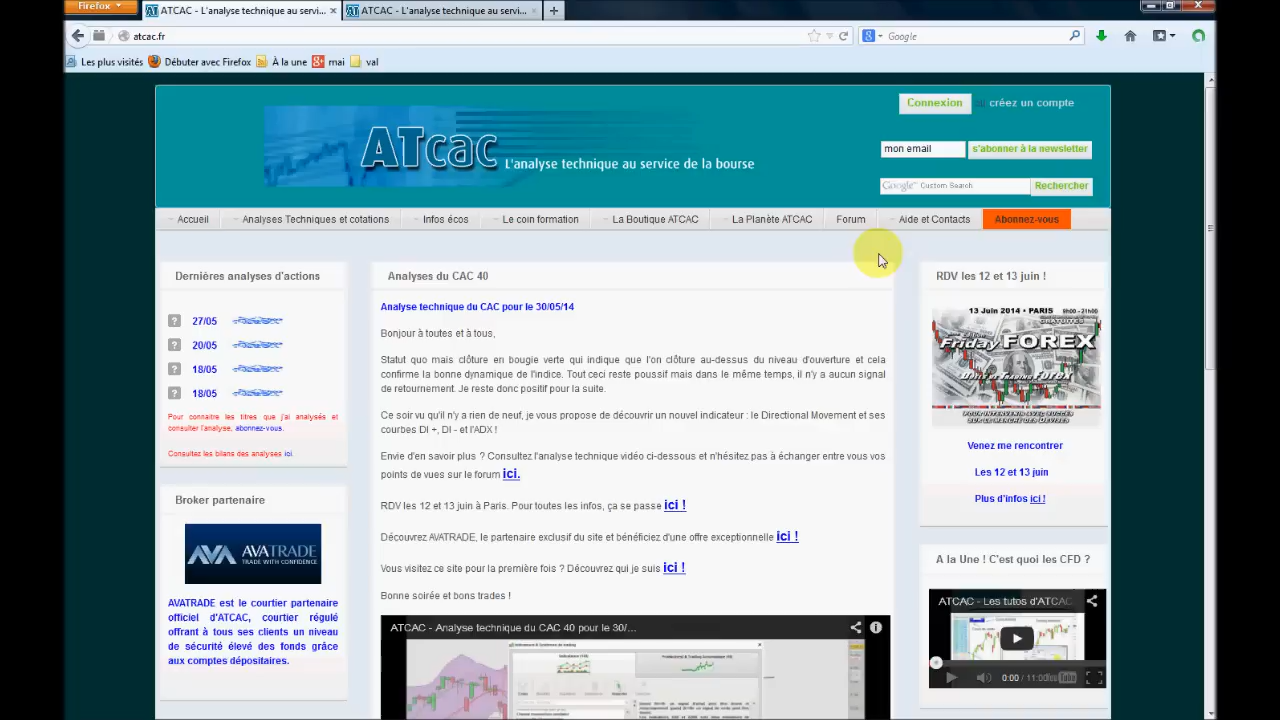 Firefox
ATCAC - L'analyse technique au servi...
ATCAC - L'analyse technique au servi...
atcac.fr
Google
Les plus visités
Débuter avec Firefox
À la une
mai
val
Connexion
créez un compte
ATcac
L'analyse technique au service de la bourse
mon email
s'abonner à la newsletter
Google Custom Search
Rechercher
Accueil
Analyses Techniques et cotations
Infos écos
Le coin formation
La Boutique ATCAC
La Planète ATCAC
Forum
Aide et Contacts
Abonnez-vous
Dernières analyses d'actions
27/05
20/05
18/05
18/05
Pour connaitre les titres que j'ai analysés et
consulter l'analyse, abonnez-vous.
Consultez les bilans des analyses ici.
Broker partenaire
AVATRADE
TRADE WITH CONFIDENCE
AVATRADE est le courtier partenaire
officiel d'ATCAC, courtier régulé
offrant à tous ses clients un niveau
de sécurité élevé des fonds grâce
aux comptes dépositaires.
Analyses du CAC 40
Analyse technique du CAC pour le 30/05/14
Bonjour à toutes et à tous,
Statut quo mais clôture en bougie verte qui indique que l'on clôture au-dessus du niveau d'ouverture et cela
confirme la bonne dynamique de l'indice. Tout ceci reste poussif mais dans le même temps, il n'y a aucun signal
de retournement. Je reste donc positif pour la suite.
Ce soir vu qu'il n'y a rien de neuf, je vous propose de découvrir un nouvel indicateur : le Directional Movement et ses
courbes DI +, DI - et l'ADX !
Envie d'en savoir plus ? Consultez l'analyse technique vidéo ci-dessous et n'hésitez pas à échanger entre vous vos
points de vues sur le forum ici.
RDV les 12 et 13 juin à Paris. Pour toutes les infos, ça se passe ici !
Découvrez AVATRADE, le partenaire exclusif du site et bénéficiez d'une offre exceptionnelle ici !
Vous visitez ce site pour la première fois ? Découvrez qui je suis ici !
Bonne soirée et bons trades !
ATCAC - Analyse technique du CAC 40 pour le 30/...
RDV les 12 et 13 juin !
13 Juin 2014 • PARIS 9h00 - 21h00
GRATUITES
Friday FOREX
POUR INTERVENIR AVEC SUCCÈS
SUR LE MARCHÉ DES DEVISES
Venez me rencontrer
Les 12 et 13 juin
Plus d'infos ici !
A la Une ! C'est quoi les CFD ?
ATCAC - Les tutos d'ATCAC
0:00 / 11:00